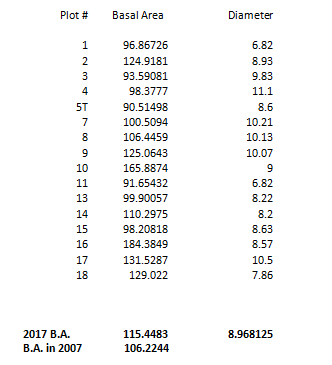 Plot # Basal Area Diameter
1 96.86726 6.82
2 124.9181 8.93
3 93.59081 9.83
4 98.3777 11.1
5T 90.51498 8.6
7 100.5094 10.21
8 106.4459 10.13
9 125.0643 10.07
10 165.8874 9
11 91.65432 6.82
13 99.90057 8.22
14 110.2975 8.2
15 98.20818 8.63
16 184.3849 8.57
17 131.5287 10.5
18 129.022 7.86
2017 B.A. 115.4483 8.968125
B.A. in 2007 106.2244